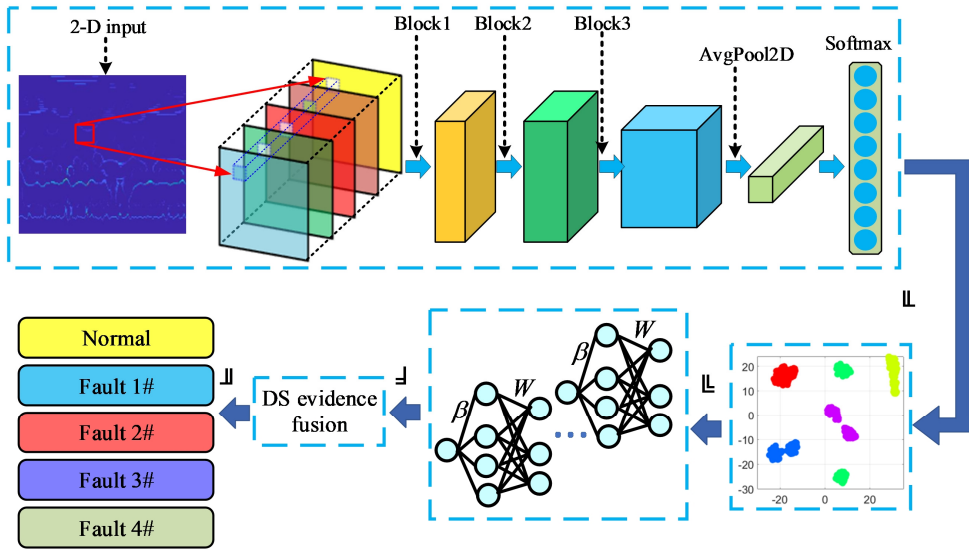 2-D input
Block1
Block2
Block3
AvgPool2D
Softmax
Normal
Fault 1#
Fault 2#
Fault 3#
Fault 4#
DS evidence
fusion
β
W
β
W
20
10
0
-10
-20
-30
-20
0
20